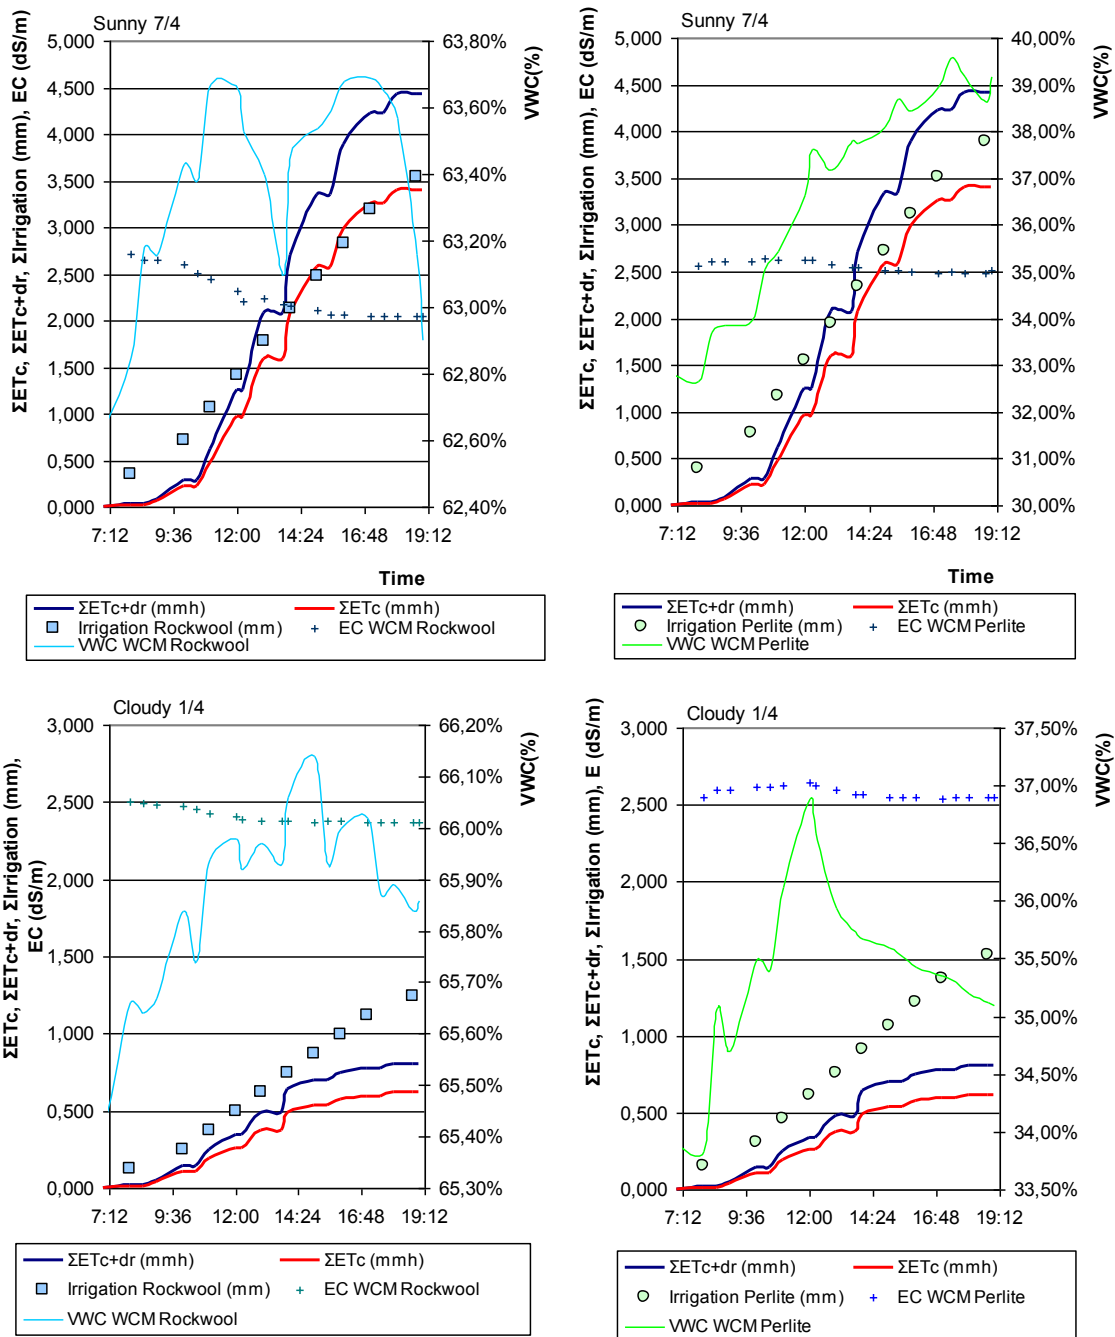 Sunny 7/4
ΣETc, ΣETc+dr, ΣIrrigation (mm), EC (dS/m)
5,000
4,500
4,000
3,500
3,000
2,500
2,000
1,500
1,000
0,500
0,000
63,80%
63,60%
63,40%
63,20%
63,00%
62,80%
62,60%
62,40%
VWC(%)
7:12 9:36 12:00 14:24 16:48 19:12
Time
ΣETc+dr (mmh) ΣETc (mmh)
Irrigation Rockwool (mm) EC WCM Rockwool
VWC WCM Rockwool
Sunny 7/4
ΣETc, ΣETc+dr, ΣIrrigation (mm), EC (dS/m)
5,000
4,500
4,000
3,500
3,000
2,500
2,000
1,500
1,000
0,500
0,000
40,00%
39,00%
38,00%
37,00%
36,00%
35,00%
34,00%
33,00%
32,00%
31,00%
30,00%
VWC(%)
7:12 9:36 12:00 14:24 16:48 19:12
Time
ΣETc+dr (mmh) ΣETc (mmh)
Irrigation Perlite (mm) EC WCM Perlite
VWC WCM Perlite
Cloudy 1/4
ΣETc, ΣETc+dr, ΣIrrigation (mm),
EC (dS/m)
3,000
2,500
2,000
1,500
1,000
0,500
0,000
66,20%
66,10%
66,00%
65,90%
65,80%
65,70%
65,60%
65,50%
65,40%
65,30%
VWC(%)
7:12 9:36 12:00 14:24 16:48 19:12
ΣETc+dr (mmh) ΣETc (mmh)
Irrigation Rockwool (mm) EC WCM Rockwool
VWC WCM Rockwool
Cloudy 1/4
ΣETc, ΣETc+dr, ΣIrrigation (mm), E (dS/m)
3,000
2,500
2,000
1,500
1,000
0,500
0,000
37,50%
37,00%
36,50%
36,00%
35,50%
35,00%
34,50%
34,00%
33,50%
VWC(%)
7:12 9:36 12:00 14:24 16:48 19:12
ΣETc+dr (mmh) ΣETc (mmh)
Irrigation Perlite (mm) EC WCM Perlite
VWC WCM Perlite